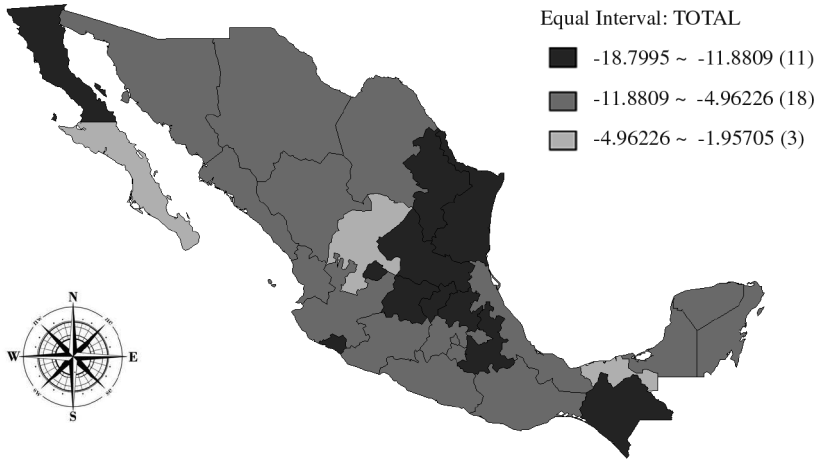 Equal Interval: TOTAL
-18.7995 ~ -11.8809 (11)
-11.8809 ~ -4.96226 (18)
-4.96226 ~ -1.95705 (3)
N
W
E
S